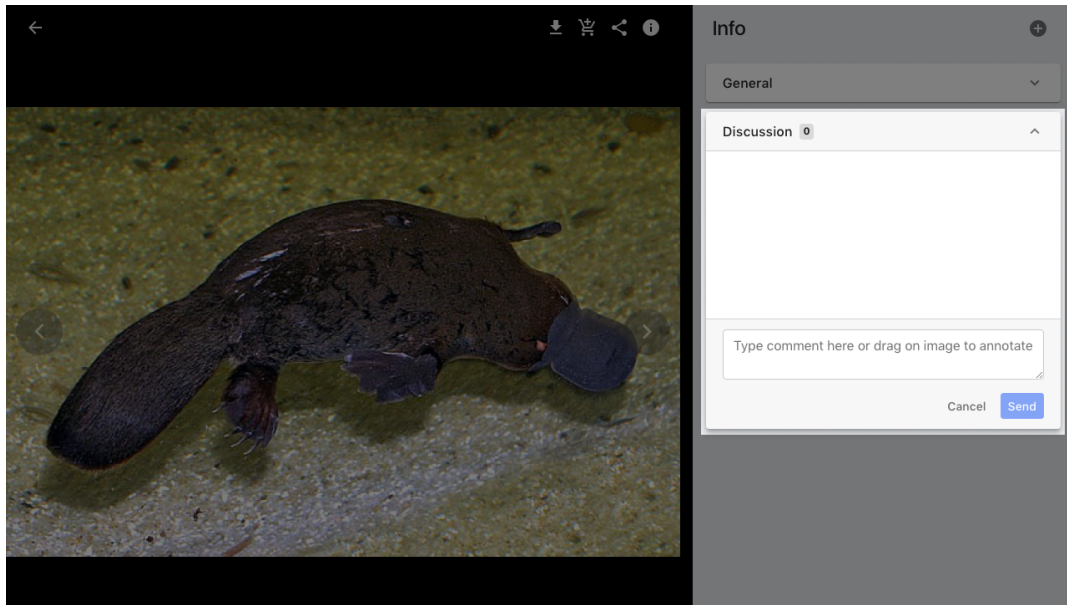 Info
General
Discussion 0
Type comment here or drag on image to annotate
Cancel Send